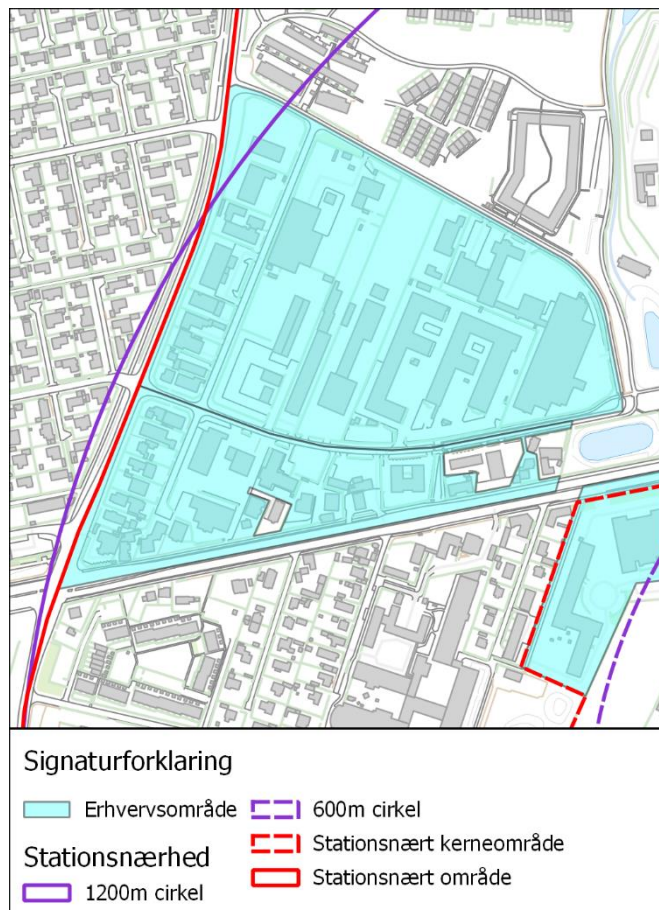 Signaturforklaring
Erhvervsområde
Stationsnærhed
1200m cirkel
600m cirkel
Stationsnært kerneområde
Stationsnært område